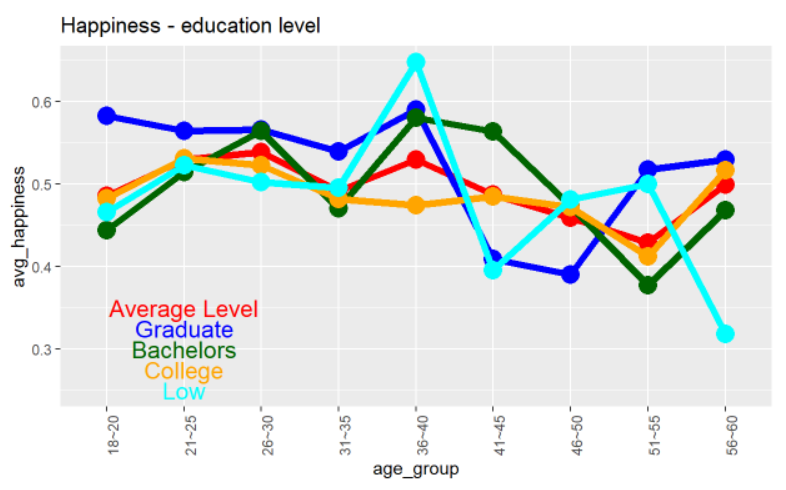 Happiness - education level
0.6
0.5
0.4
0.3
avg_happiness
Average Level
Graduate
Bachelors
College
Low
18~20
21~25
26~30
31~35
36~40
41~45
46~50
51~55
56~60
age_group